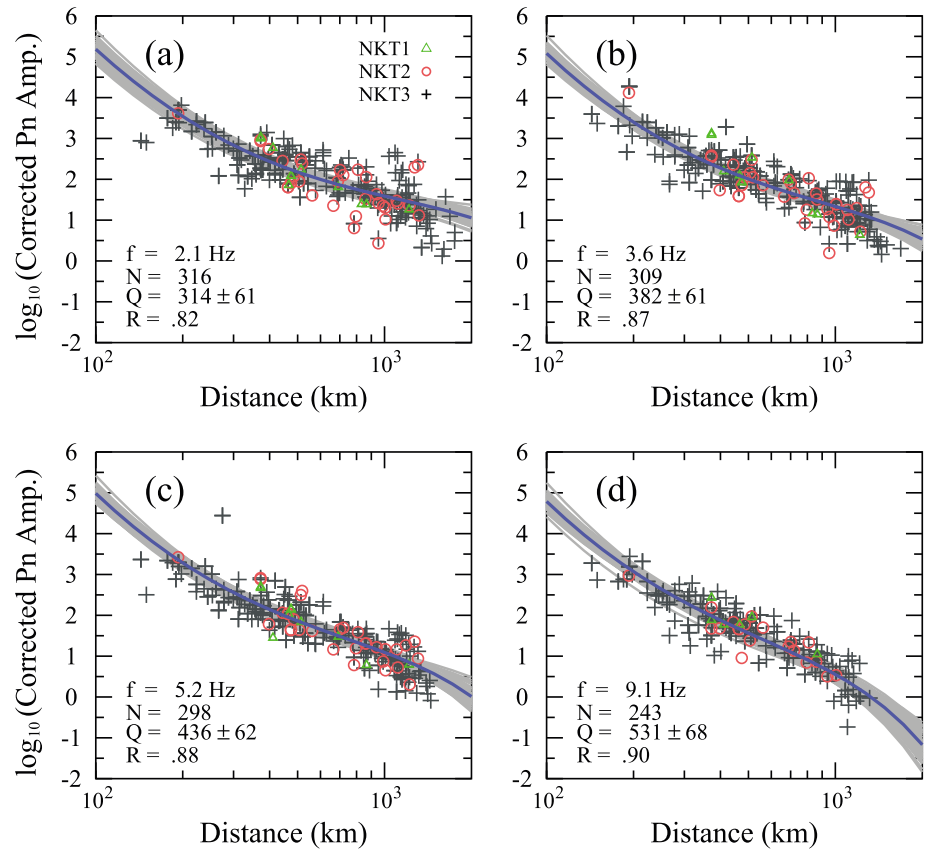 (a)
NKT1
NKT2
NKT3
6
5
4
3
2
1
0
-1
-2
log₁₀ (Corrected Pn Amp.)
f = 2.1 Hz
N = 316
Q = 314 ± 61
R = .82
10²
10³
Distance (km)
(b)
6
5
4
3
2
1
0
-1
-2
f = 3.6 Hz
N = 309
Q = 382 ± 61
R = .87
10²
10³
Distance (km)
(c)
6
5
4
3
2
1
0
-1
-2
log₁₀ (Corrected Pn Amp.)
f = 5.2 Hz
N = 298
Q = 436 ± 62
R = .88
10²
10³
Distance (km)
(d)
6
5
4
3
2
1
0
-1
-2
f = 9.1 Hz
N = 243
Q = 531 ± 68
R = .90
10²
10³
Distance (km)